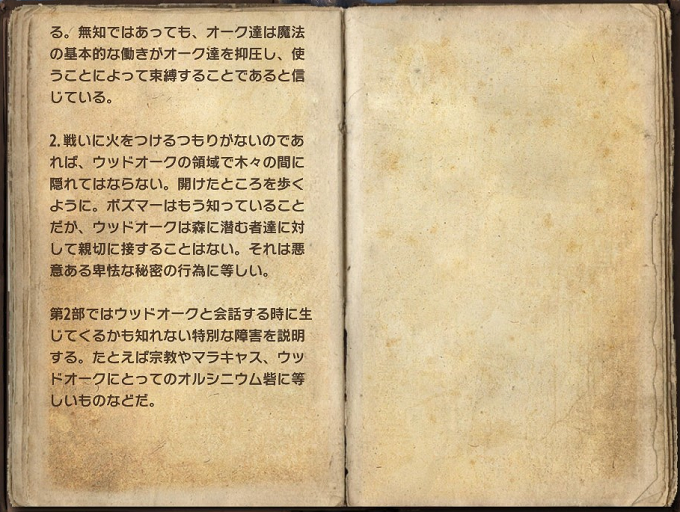 る。無知ではあっても、オーク達は魔法
の基本的な働きがオーク達を抑圧し、使
うことによって束縛することであると信
じている。
2. 戦いに火をつけるつもりがないのであ
れば、ウッドオークの領域で木々の間に
隠れてはならない。開けたところを歩く
ように。ボズマーはもう知っていること
だが、ウッドオークは森に潜む者達に対
して親切に接することはない。それは悪
意ある卑怯な秘密の行為に等しい。
第2部ではウッドオークと会話する時に生
じてくるかも知れない特別な障害を説明
する。たとえば宗教やマラキャス、ウッ
ドオークにとってのオルシニウム砦に等
しいものなどだ。